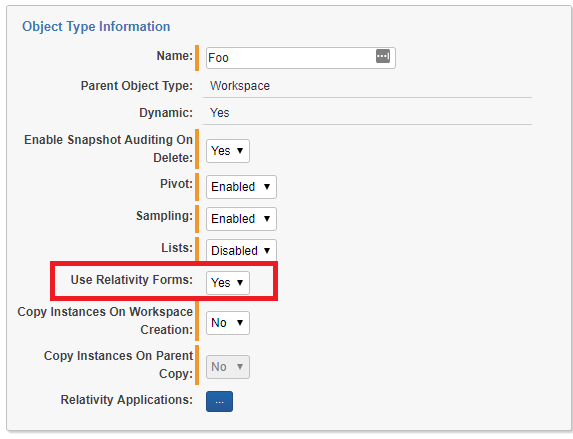 Object Type Information
Name: Foo
Parent Object Type: Workspace
Dynamic: Yes
Enable Snapshot Auditing On
Delete: Yes
Pivot: Enabled
Sampling: Enabled
Lists: Disabled
Use Relativity Forms: Yes
Copy Instances On Workspace
Creation: No
Copy Instances On Parent
Copy: No
Relativity Applications: ...